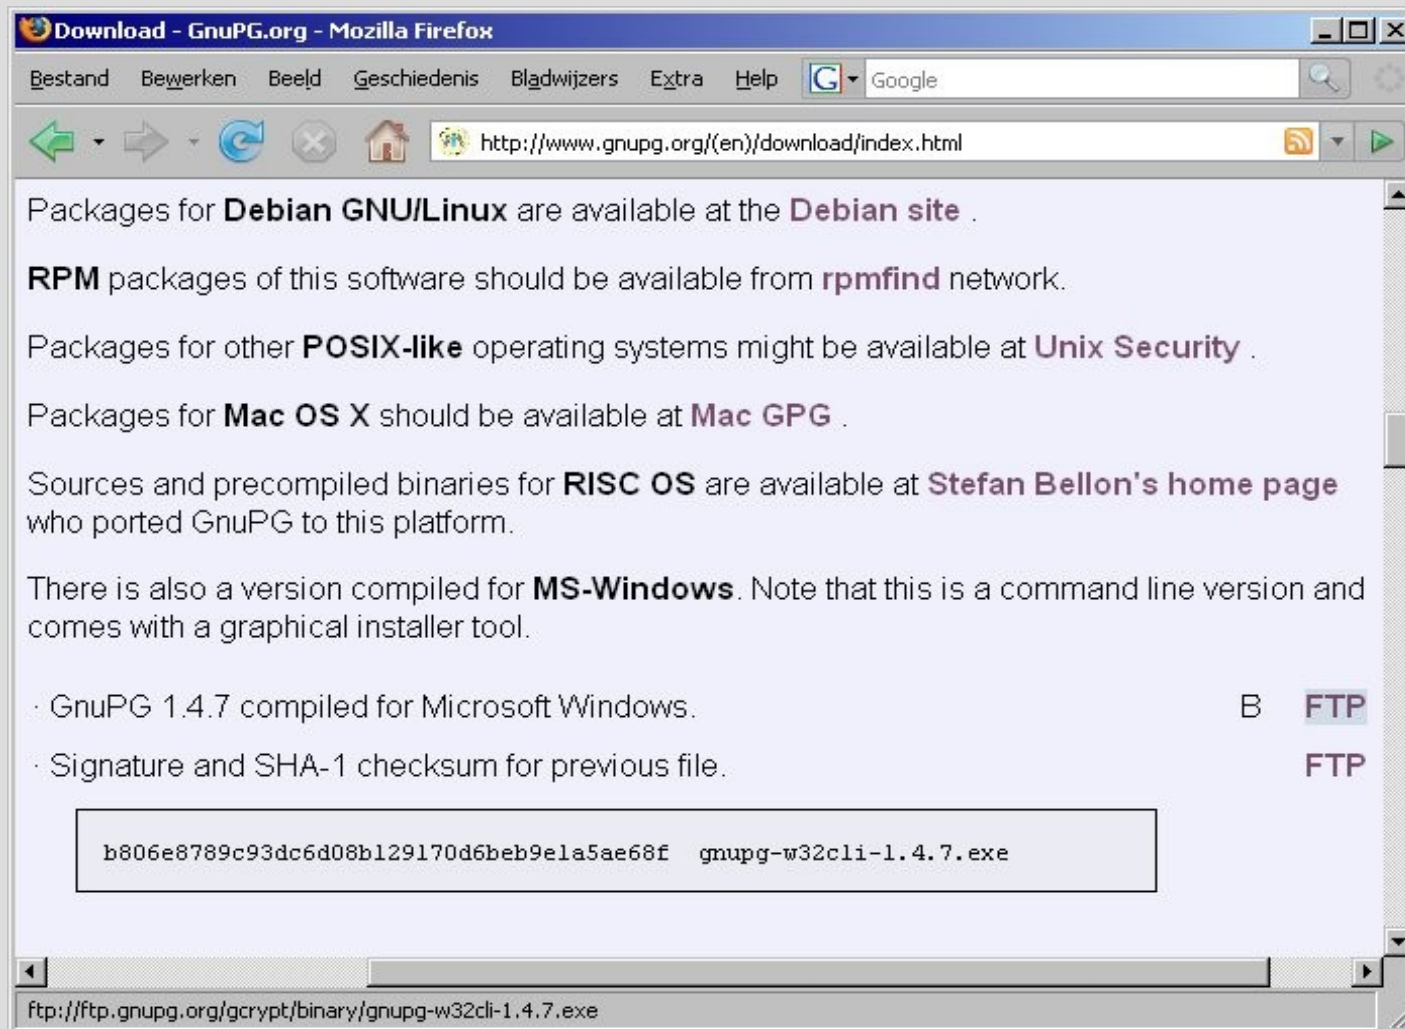 Download - GnuPG.org - Mozilla Firefox
Bestand Bewerken Beeld Geschiedenis Bladwijzers Extra Help G Google
http://www.gnupg.org/(en)/download/index.html
Packages for Debian GNU/Linux are available at the Debian site .
RPM packages of this software should be available from rpmfind network.
Packages for other POSIX-like operating systems might be available at Unix Security .
Packages for Mac OS X should be available at Mac GPG .
Sources and precompiled binaries for RISC OS are available at Stefan Bellon's home page
who ported GnuPG to this platform.
There is also a version compiled for MS-Windows. Note that this is a command line version and
comes with a graphical installer tool.
· GnuPG 1.4.7 compiled for Microsoft Windows. B FTP
· Signature and SHA-1 checksum for previous file. FTP
b806e8789c93dc6d08b129170d6beb9e1a5ae68f gnupg-w32cli-1.4.7.exe
ftp://ftp.gnupg.org/gcrypt/binary/gnupg-w32cli-1.4.7.exe